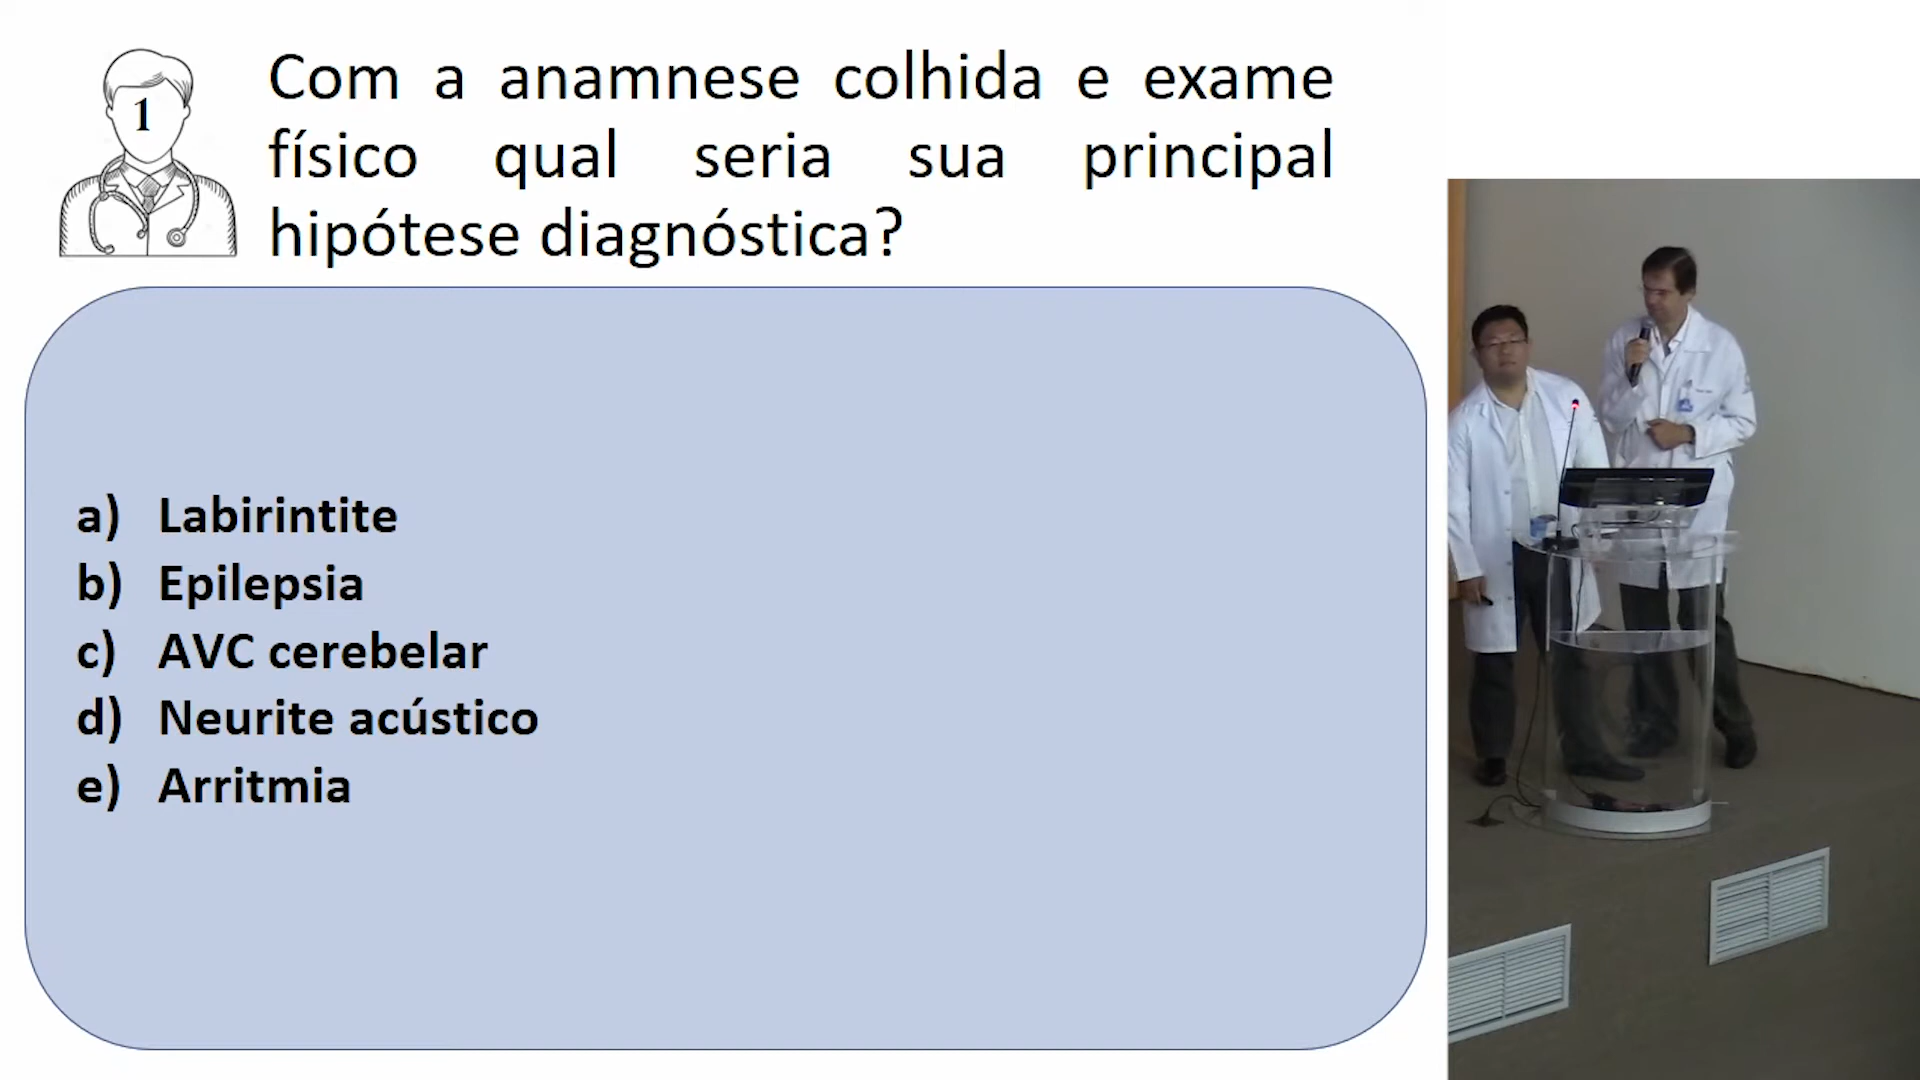 1
Com a anamnese colhida e exame
físico qual seria sua principal
hipótese diagnóstica?
a) Labirintite
b) Epilepsia
c) AVC cerebelar
d) Neurite acústico
e) Arritmia